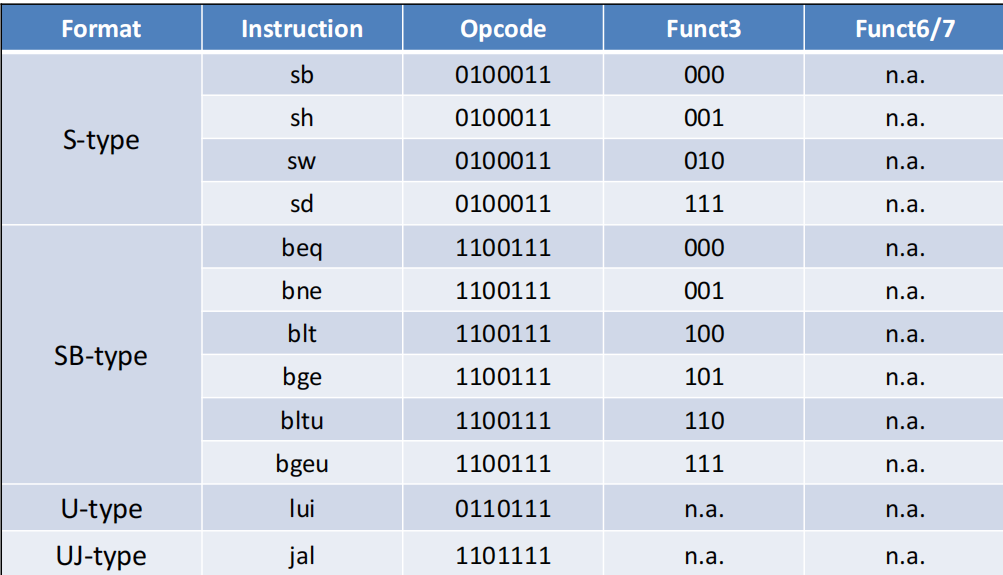 Format Instruction Opcode Funct3 Funct6/7
S-type sb 0100011 000 n.a.
sh 0100011 001 n.a.
sw 0100011 010 n.a.
sd 0100011 111 n.a.
SB-type beq 1100111 000 n.a.
bne 1100111 001 n.a.
blt 1100111 100 n.a.
bge 1100111 101 n.a.
bltu 1100111 110 n.a.
bgeu 1100111 111 n.a.
U-type lui 0110111 n.a. n.a.
UJ-type jal 1101111 n.a. n.a.